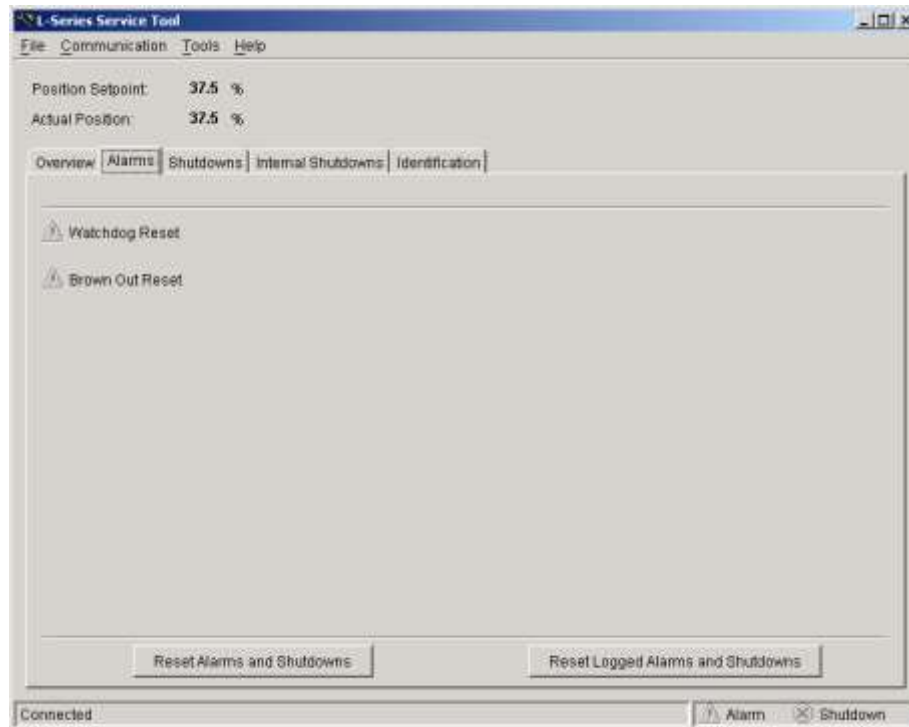 L-Series Service Tool
File Communication Tools Help
Position Setpoint: 37.5 %
Actual Position: 37.5 %
Overview Alarms Shutdowns Internal Shutdowns Identification
Watchdog Reset
Brown Out Reset
Reset Alarms and Shutdowns Reset Logged Alarms and Shutdowns
Connected Alarm Shutdown